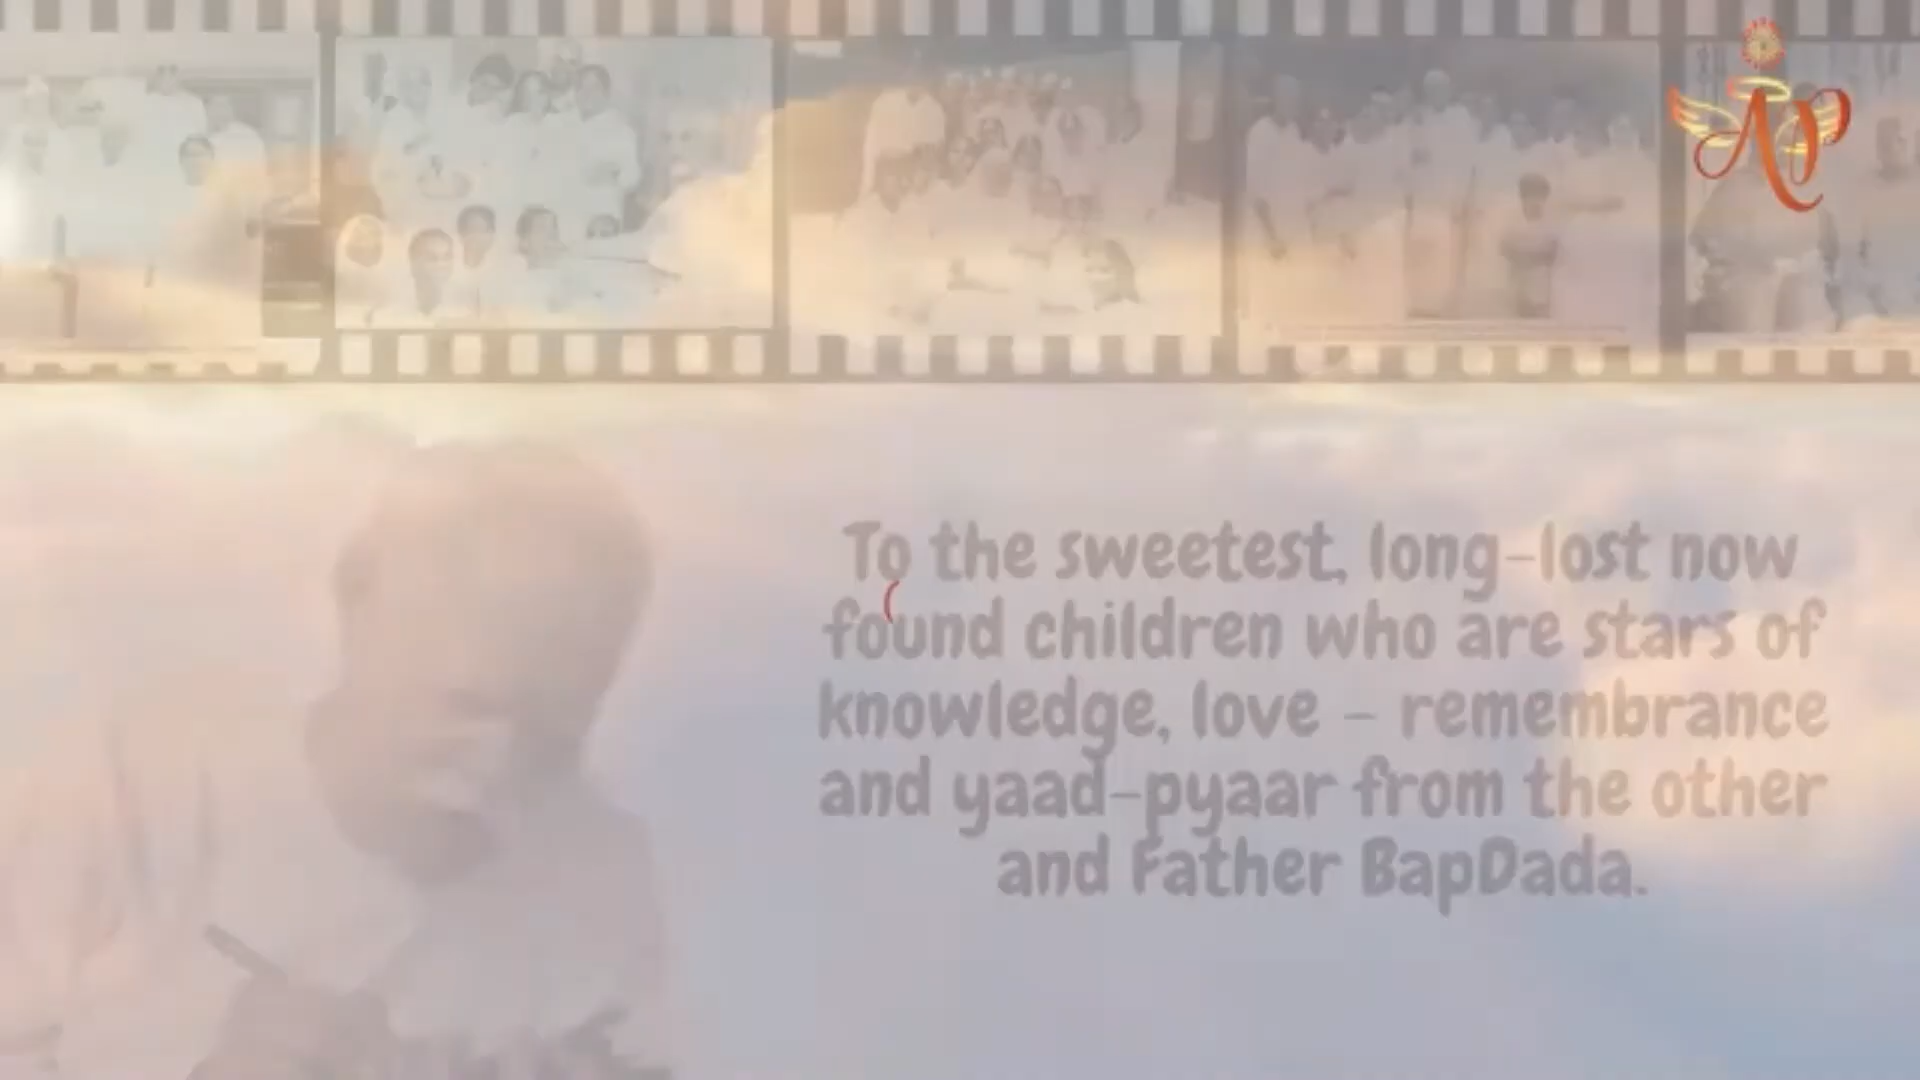 AP
To the sweetest, long-lost now
found children who are stars of
knowledge, love - remembrance
and yaad-pyaar from the other
and Father BapDada.